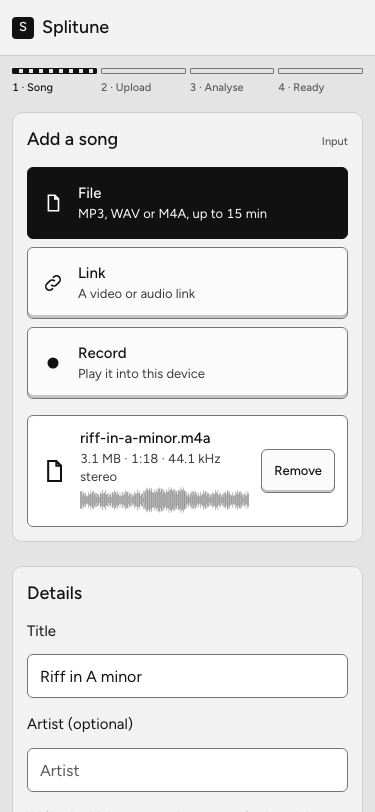 S Splitune
1 · Song
2 · Upload
3 · Analyse
4 · Ready
Add a song
Input
File
MP3, WAV or M4A, up to 15 min
Link
A video or audio link
Record
Play it into this device
riff-in-a-minor.m4a
3.1 MB · 1:18 · 44.1 kHz
stereo
Remove
Details
Title
Riff in A minor
Artist (optional)
Artist